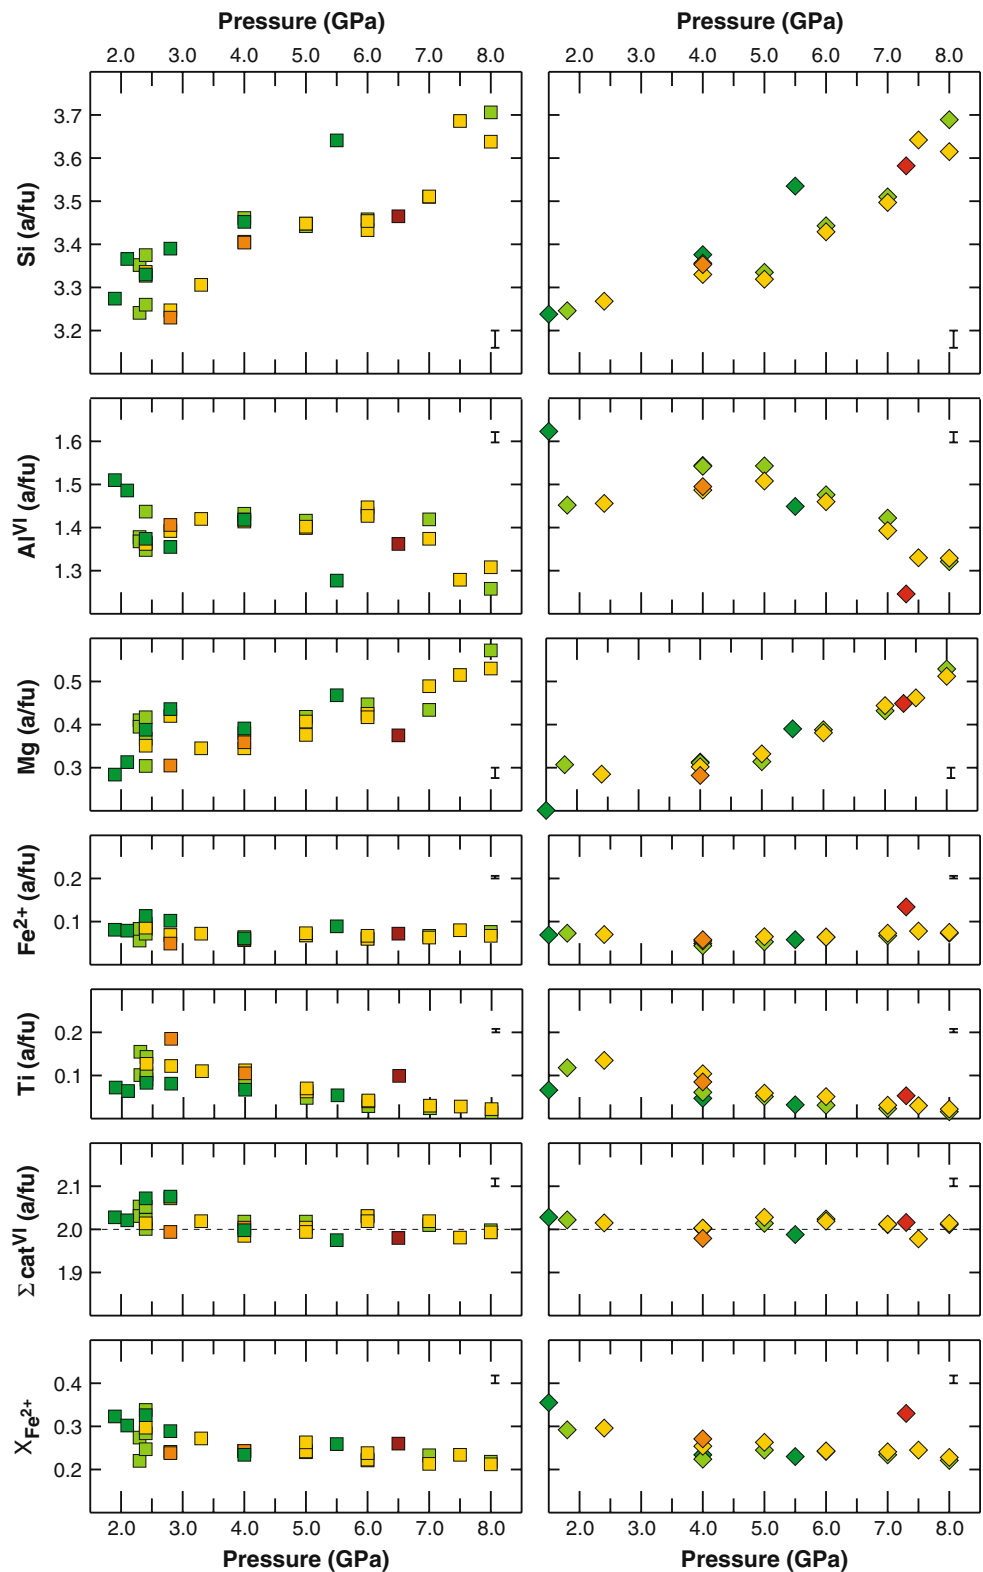 Pressure (GPa) Pressure (GPa)
2.0 3.0 4.0 5.0 6.0 7.0 8.0 2.0 3.0 4.0 5.0 6.0 7.0 8.0
Si (a/fu)
3.7
3.6
3.5
3.4
3.3
3.2
Al^VI (a/fu)
1.6
1.5
1.4
1.3
Mg (a/fu)
0.5
0.4
0.3
Fe²⁺ (a/fu)
0.2
0.1
Ti (a/fu)
0.2
0.1
Σ cat^VI (a/fu)
2.1
2.0
1.9
X_Fe²⁺
0.4
0.3
0.2
2.0 3.0 4.0 5.0 6.0 7.0 8.0 2.0 3.0 4.0 5.0 6.0 7.0 8.0
Pressure (GPa) Pressure (GPa)